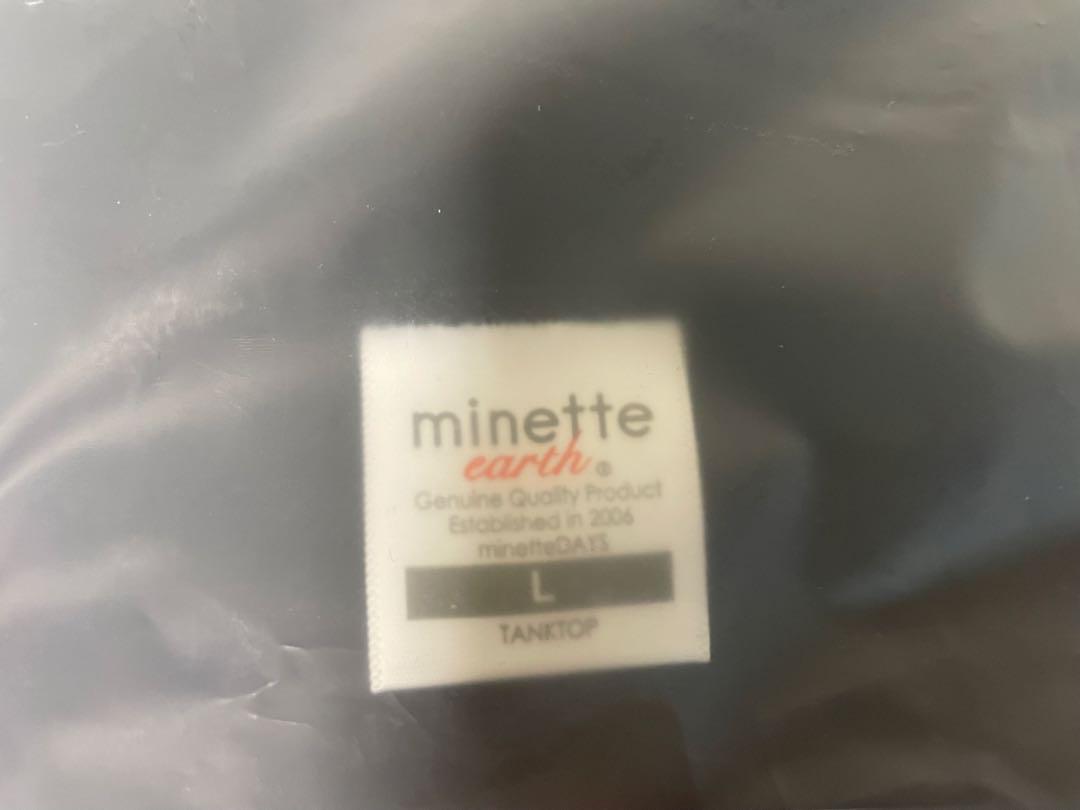 minette
earth ®
Genuine Quality Product
Established in 2006
minetteDAYS
L
TANKTOP